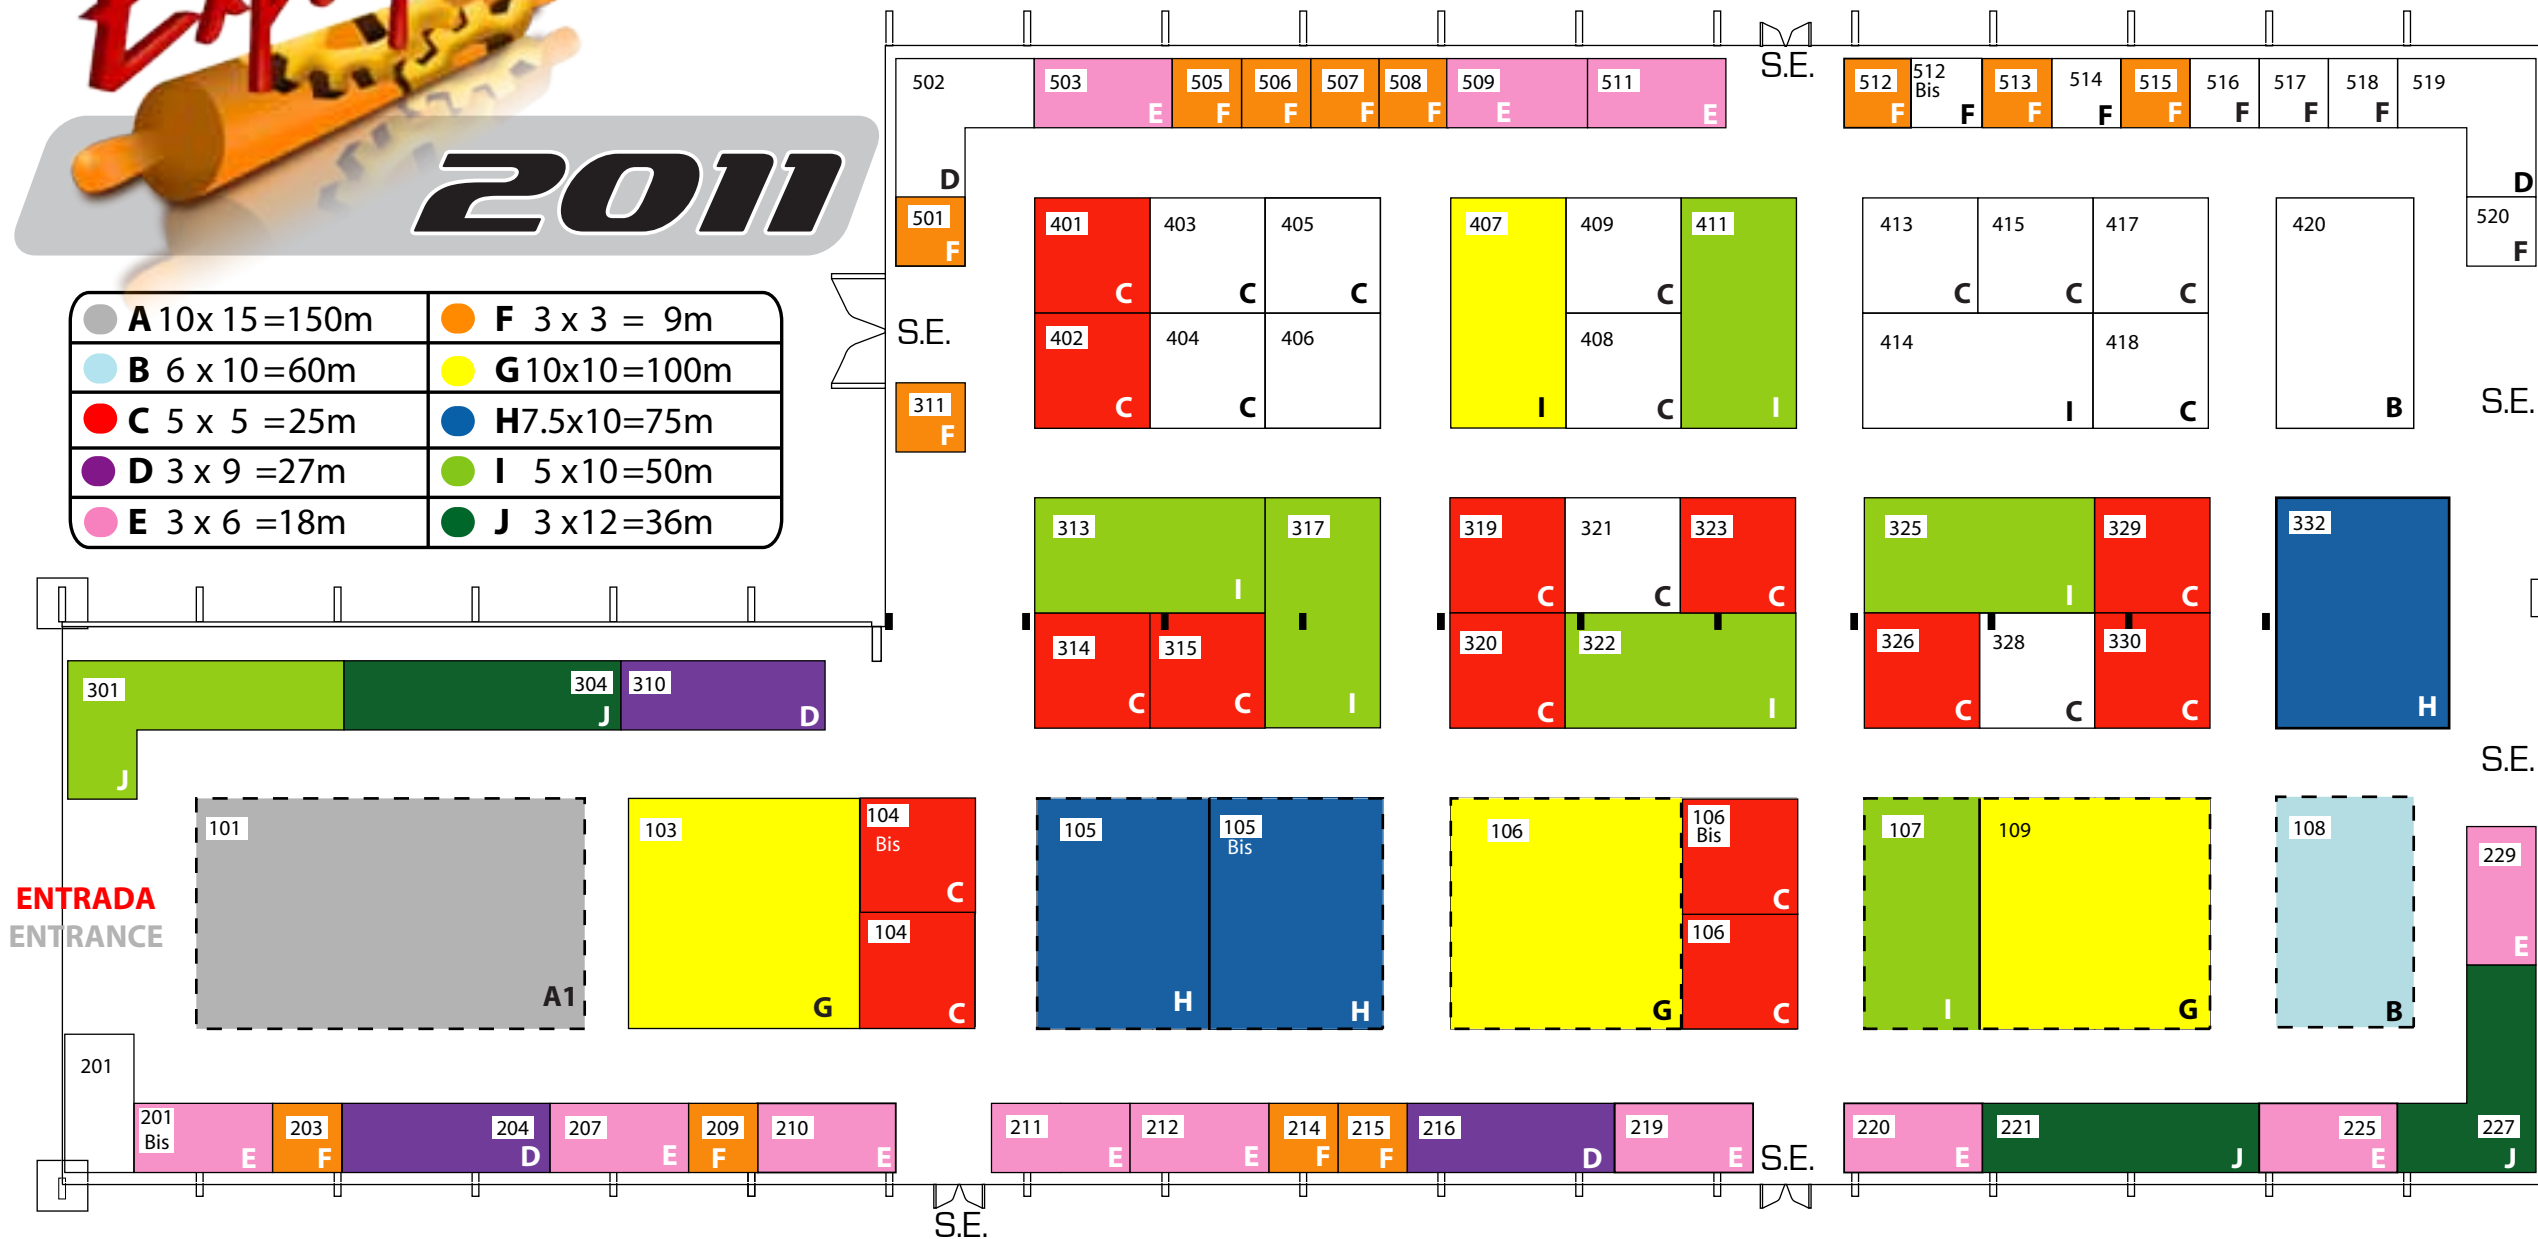 2011
A 10x 15=150m
F 3 x 3 = 9m
B 6 x 10=60m
G 10x10=100m
C 5 x 5 =25m
H 7.5x10=75m
D 3 x 9 =27m
I 5 x10=50m
E 3 x 6 =18m
J 3 x12=36m
502
D
503
E
505
F
506
F
507
F
508
F
509
E
511
E
S.E.
512
F
512
Bis
F
513
F
514
F
515
F
516
F
517
F
518
F
519
D
501
F
S.E.
311
F
401
C
403
C
405
C
402
C
404
C
406
407
I
409
C
408
C
411
I
413
C
415
C
417
C
414
I
418
C
420
B
520
F
S.E.
313
I
317
I
314
C
315
C
319
C
321
C
323
C
320
C
322
I
325
I
329
C
326
C
328
C
330
C
332
H
S.E.
301
J
304
J
310
D
ENTRADA
ENTRANCE
101
A1
103
G
104
Bis
C
104
C
105
H
105
Bis
H
106
G
106
Bis
C
106
C
107
I
109
G
108
B
229
E
201
201
Bis
E
203
F
204
D
207
E
209
F
210
E
S.E.
211
E
212
E
214
F
215
F
216
D
219
E
S.E.
220
E
221
J
225
E
227
J